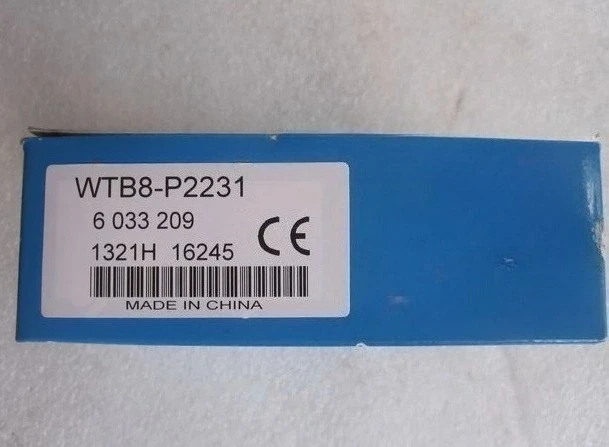 WTB8-P2231
6 033 209
1321H 16245
CE
MADE IN CHINA